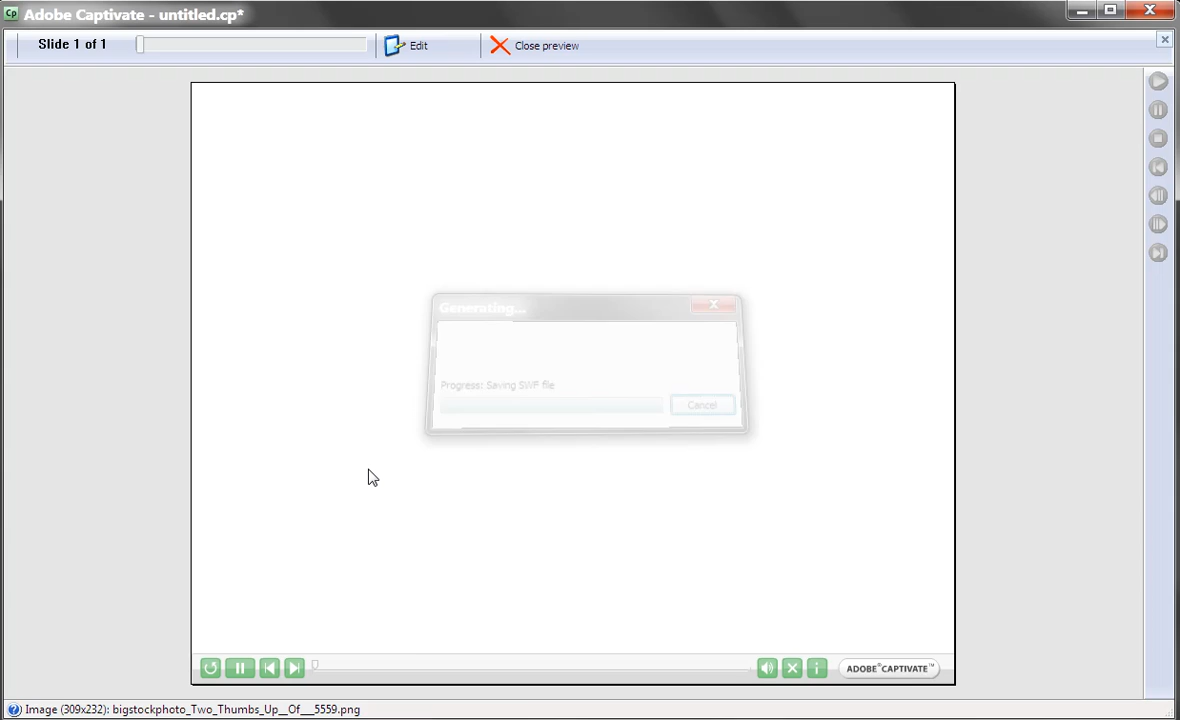 Adobe Captivate - untitled.cp*
Slide 1 of 1
Edit
Close preview
Generating...
Progress: Saving SWF file
Cancel
ADOBE®CAPTIVATE™
Image (309x232): bigstockphoto_Two_Thumbs_Up__Of___5559.png